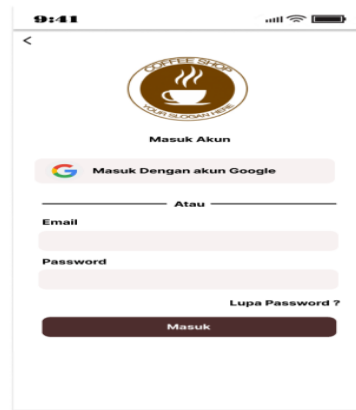 9:41
<
COFFEE SHOP
YOUR SLOGAN HERE
Masuk Akun
Masuk Dengan akun Google
Atau
Email
Password
Lupa Password ?
Masuk